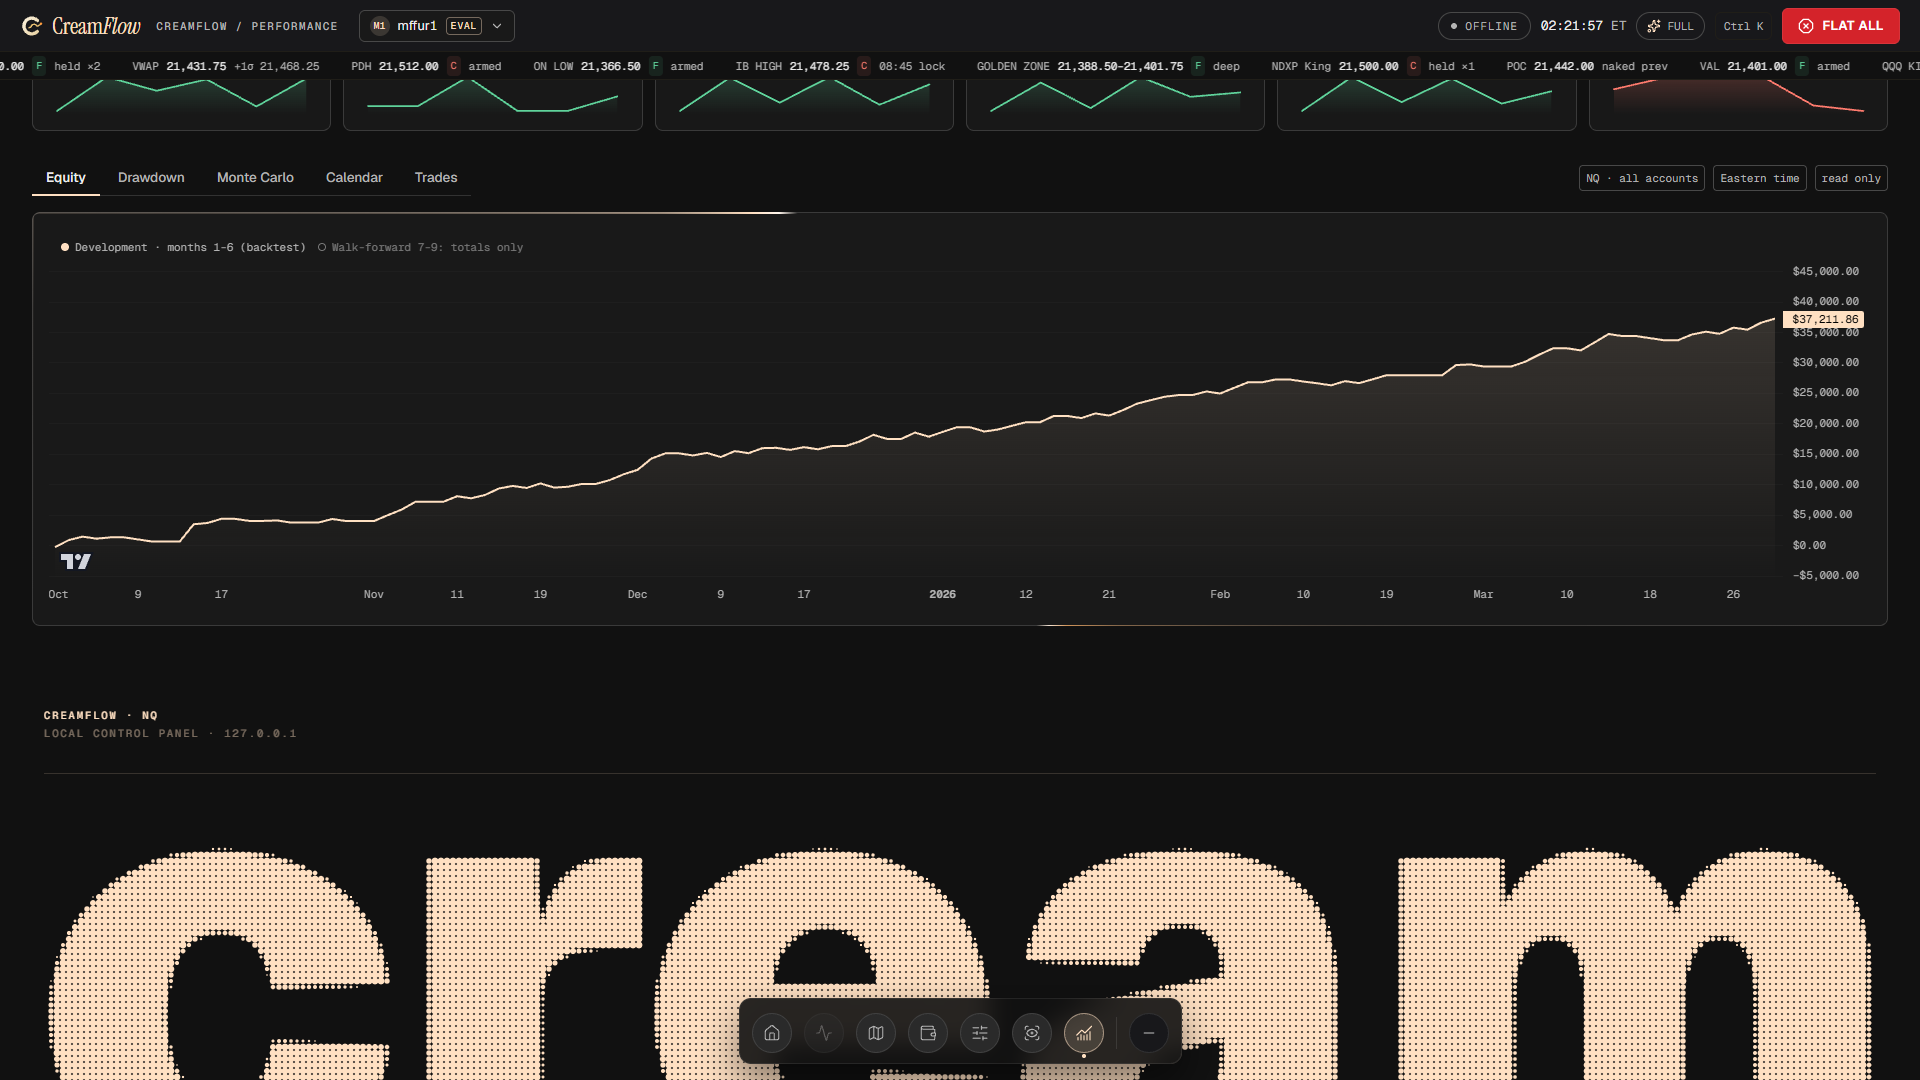 CreamFlow CREAMFLOW / PERFORMANCE M1 mffur1 EVAL OFFLINE 02:21:57 ET FULL Ctrl K FLAT ALL
0.00 F held ×2 VWAP 21,431.75 +1σ 21,468.25 PDH 21,512.00 C armed ON LOW 21,366.50 F armed IB HIGH 21,478.25 C 08:45 lock GOLDEN ZONE 21,388.50–21,401.75 F deep NDXP King 21,500.00 C held ×1 POC 21,442.00 naked prev VAL 21,401.00 F armed QQQ KI
Equity Drawdown Monte Carlo Calendar Trades NQ · all accounts Eastern time read only
Development · months 1–6 (backtest) Walk-forward 7–9: totals only
$45,000.00
$40,000.00
$37,211.86
$35,000.00
$30,000.00
$25,000.00
$20,000.00
$15,000.00
$10,000.00
$5,000.00
$0.00
−$5,000.00
Oct 9 17 Nov 11 19 Dec 9 17 2026 12 21 Feb 10 19 Mar 10 18 26
CREAMFLOW · NQ
LOCAL CONTROL PANEL · 127.0.0.1
cream